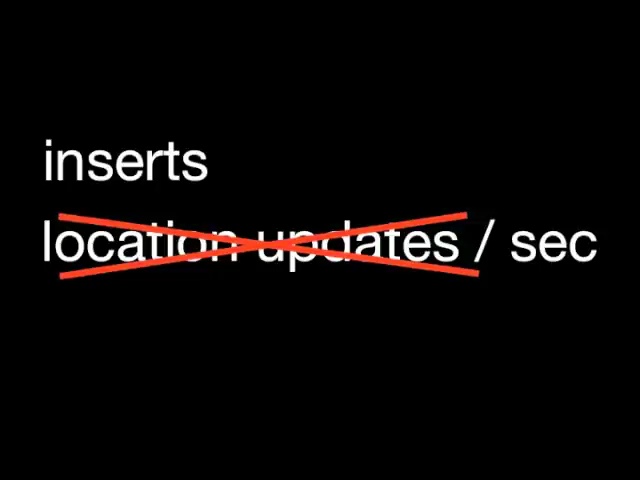 inserts
location updates / sec